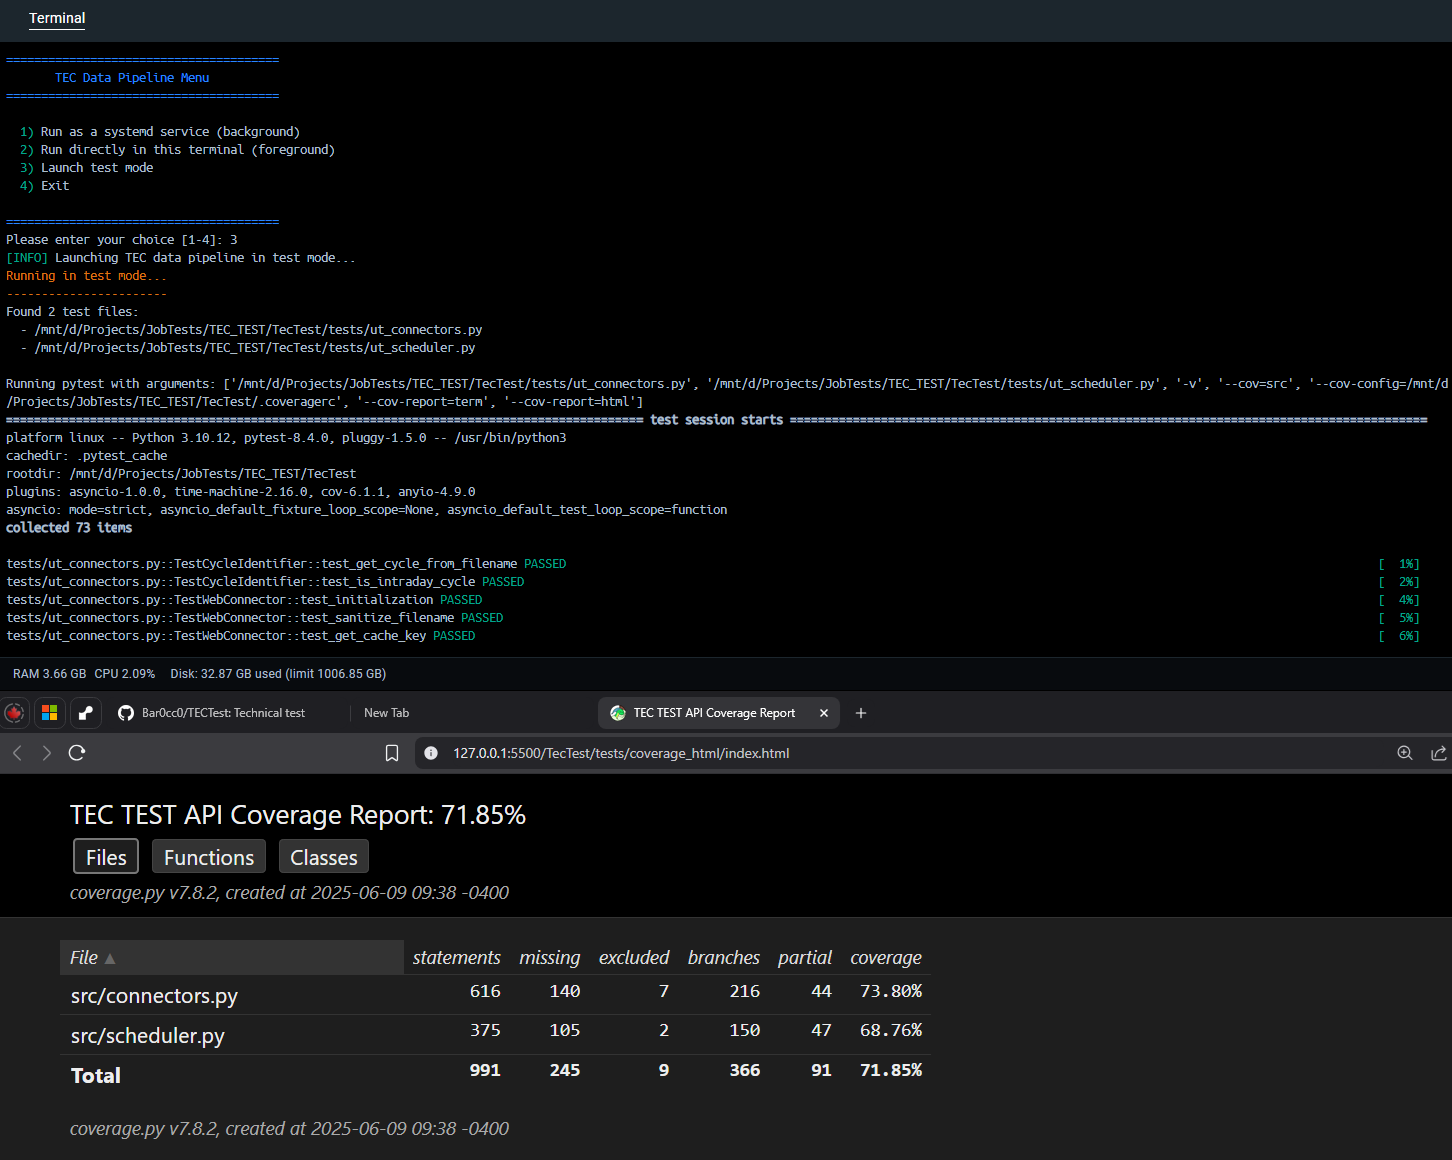 Terminal
=======================================
TEC Data Pipeline Menu
=======================================
1) Run as a systemd service (background)
2) Run directly in this terminal (foreground)
3) Launch test mode
4) Exit
=======================================
Please enter your choice [1-4]: 3
[INFO] Launching TEC data pipeline in test mode...
Running in test mode...
-----------------------
Found 2 test files:
- /mnt/d/Projects/JobTests/TEC_TEST/TecTest/tests/ut_connectors.py
- /mnt/d/Projects/JobTests/TEC_TEST/TecTest/tests/ut_scheduler.py
Running pytest with arguments: ['/mnt/d/Projects/JobTests/TEC_TEST/TecTest/tests/ut_connectors.py', '/mnt/d/Projects/JobTests/TEC_TEST/TecTest/tests/ut_scheduler.py', '-v', '--cov=src', '--cov-config=/mnt/d
/Projects/JobTests/TEC_TEST/TecTest/.coveragerc', '--cov-report=term', '--cov-report=html']
=========================================================================================== test session starts ===========================================================================================
platform linux -- Python 3.10.12, pytest-8.4.0, pluggy-1.5.0 -- /usr/bin/python3
cachedir: .pytest_cache
rootdir: /mnt/d/Projects/JobTests/TEC_TEST/TecTest
plugins: asyncio-1.0.0, time-machine-2.16.0, cov-6.1.1, anyio-4.9.0
asyncio: mode=strict, asyncio_default_fixture_loop_scope=None, asyncio_default_test_loop_scope=function
collected 73 items
tests/ut_connectors.py::TestCycleIdentifier::test_get_cycle_from_filename PASSED [  1%]
tests/ut_connectors.py::TestCycleIdentifier::test_is_intraday_cycle PASSED [  2%]
tests/ut_connectors.py::TestWebConnector::test_initialization PASSED [  4%]
tests/ut_connectors.py::TestWebConnector::test_sanitize_filename PASSED [  5%]
tests/ut_connectors.py::TestWebConnector::test_get_cache_key PASSED [  6%]
RAM 3.66 GB CPU 2.09% Disk: 32.87 GB used (limit 1006.85 GB)
Bar0cc0/TECTest: Technical test New Tab TEC TEST API Coverage Report
127.0.0.1:5500/TecTest/tests/coverage_html/index.html
TEC TEST API Coverage Report: 71.85%
Files Functions Classes
coverage.py v7.8.2, created at 2025-06-09 09:38 -0400
File statements missing excluded branches partial coverage
src/connectors.py 616 140 7 216 44 73.80%
src/scheduler.py 375 105 2 150 47 68.76%
Total 991 245 9 366 91 71.85%
coverage.py v7.8.2, created at 2025-06-09 09:38 -0400